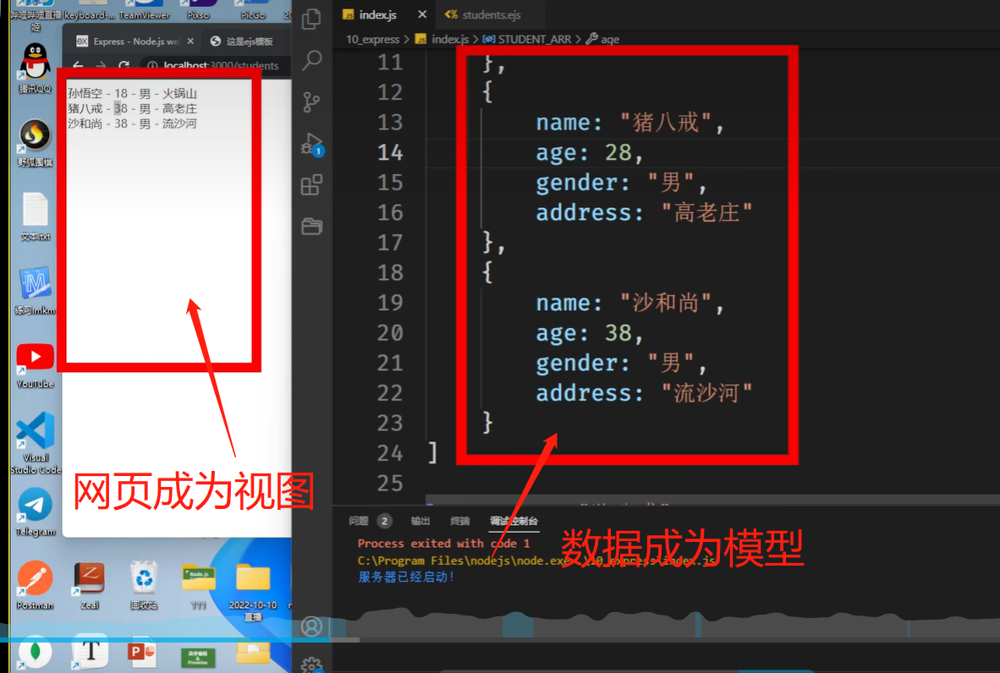 哔哩哔哩直播姬
keyboard-...
TeamViewer
Pixso
PicGo
腾讯QQ
野狐围棋
文本.txt
YouTube
Visual Studio Code
Telegram
Postman
Zeal
回收站
Node.js
111
2022-10-10 直播
Express - Node.js we
这是ejs模板
localhost:3000/students
孙悟空 - 18 - 男 - 火锅山
猪八戒 - 38 - 男 - 高老庄
沙和尚 - 38 - 男 - 流沙河
网页成为视图
index.js
students.ejs
10_express > index.js > STUDENT_ARR > age
11 },
12 {
13 name: "猪八戒",
14 age: 28,
15 gender: "男",
16 address: "高老庄"
17 },
18 {
19 name: "沙和尚",
20 age: 38,
21 gender: "男",
22 address: "流沙河"
23 }
24 ]
25
1
问题 2 输出 终端 调试控制台
Process exited with code 1
C:\Program Files\nodejs\node.exe .\10_express\index.js
服务器已经启动!
数据成为模型